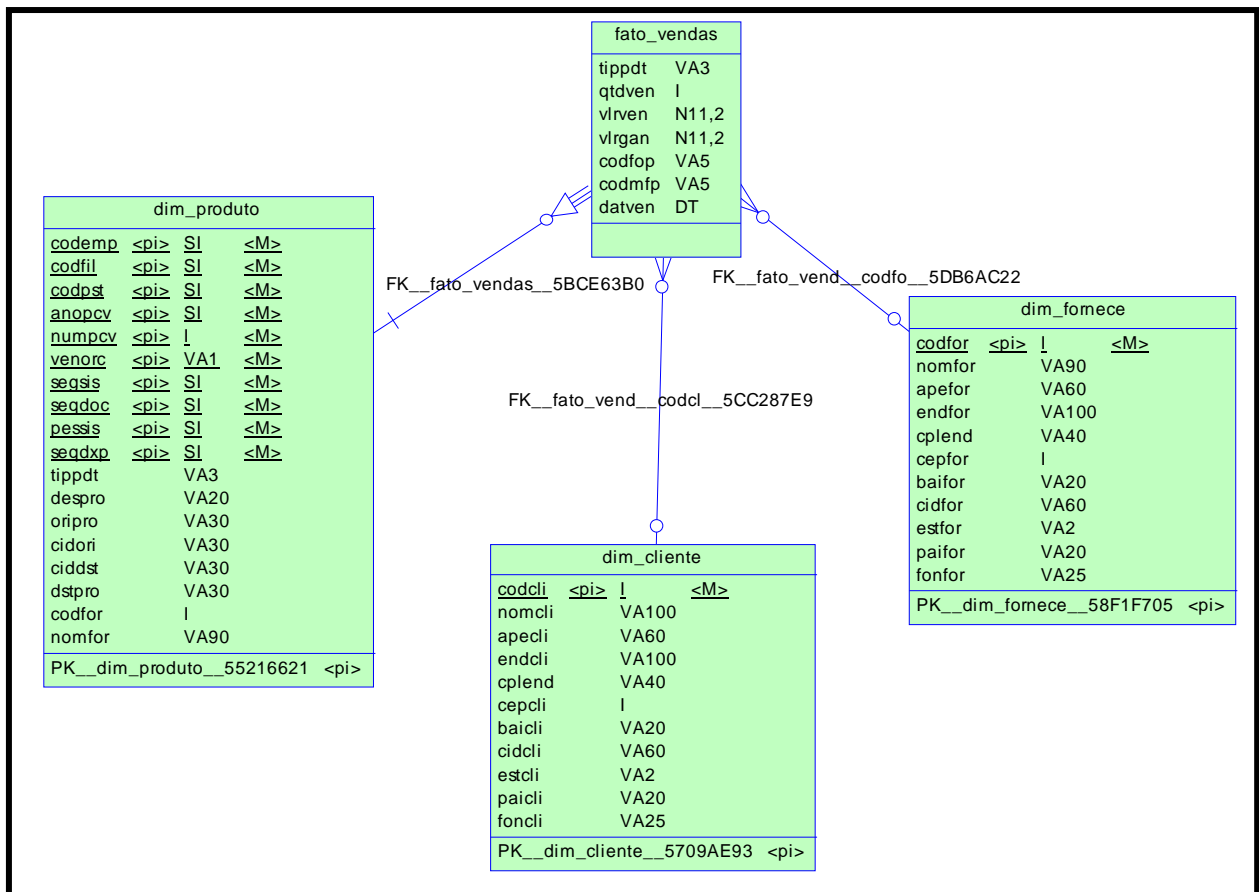 fato_vendas
tippdt VA3
qtdven I
vlrven N11,2
vlrgan N11,2
codfop VA5
codmfp VA5
datven DT
dim_produto
codemp <pi> SI <M>
codfil <pi> SI <M>
codpst <pi> SI <M>
anopcv <pi> SI <M>
numpcv <pi> I <M>
venorc <pi> VA1 <M>
seqsis <pi> SI <M>
seqdoc <pi> SI <M>
pessis <pi> SI <M>
seqdxp <pi> SI <M>
tippdt VA3
despro VA20
oripro VA30
cidori VA30
ciddst VA30
dstpro VA30
codfor I
nomfor VA90
PK__dim_produto__55216621 <pi>
FK__fato_vendas__5BCE63B0
FK__fato_vend__codfo__5DB6AC22
FK__fato_vend__codcl__5CC287E9
dim_fornece
codfor <pi> I <M>
nomfor VA90
apefor VA60
endfor VA100
cplend VA40
cepfor I
baifor VA20
cidfor VA60
estfor VA2
paifor VA20
fonfor VA25
PK__dim_fornece__58F1F705 <pi>
dim_cliente
codcli <pi> I <M>
nomcli VA100
apecli VA60
endcli VA100
cplend VA40
cepcli I
baicli VA20
cidcli VA60
estcli VA2
paicli VA20
foncli VA25
PK__dim_cliente__5709AE93 <pi>